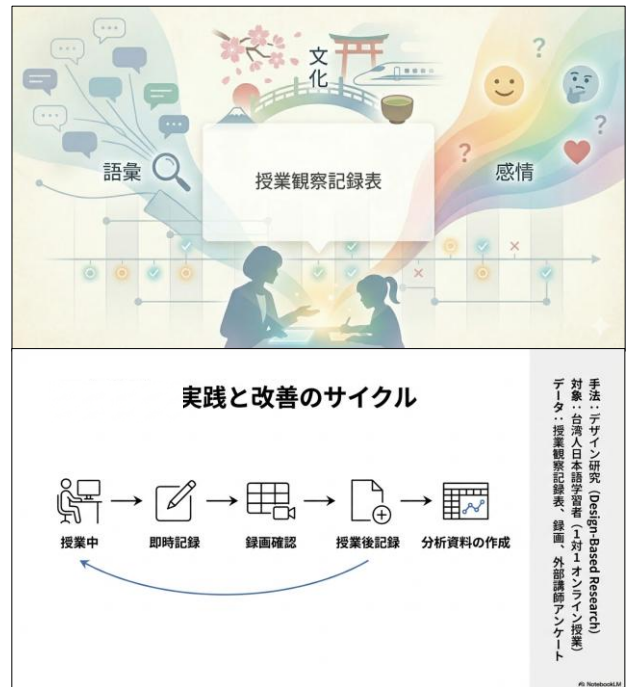 文化
語彙
授業観察記録表
感情
実践と改善のサイクル
授業中
即時記録
録画確認
授業後記録
分析資料の作成
手法：デザイン研究（Design-Based Research）
対象：台湾人日本語学習者（1対1オンライン授業）
データ：授業観察記録表、録画、外部講師アンケート
NotebookLM